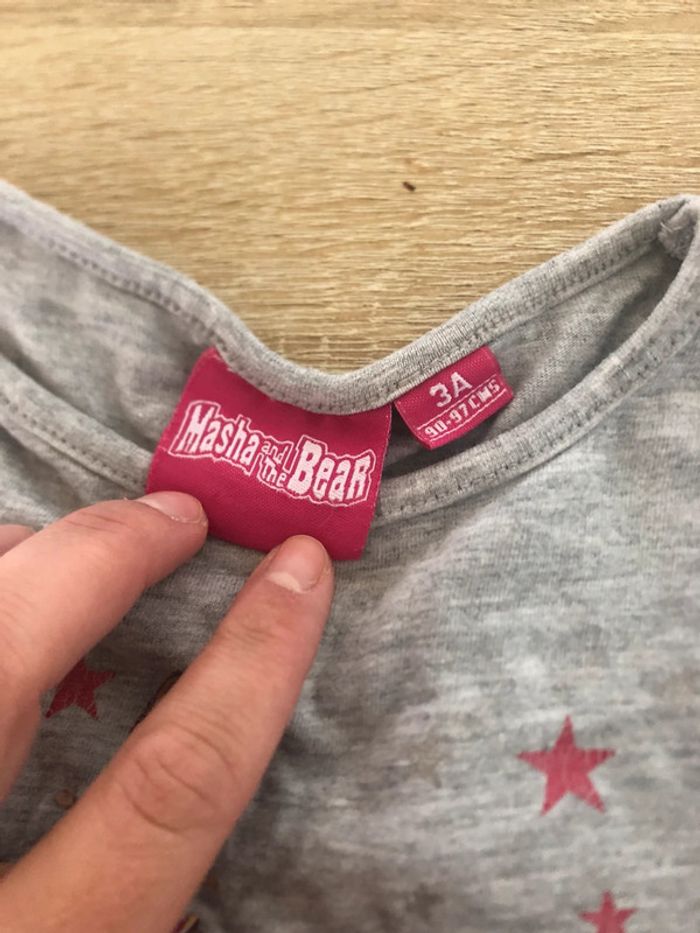 Masha and the Bear
3A
90-97CMS